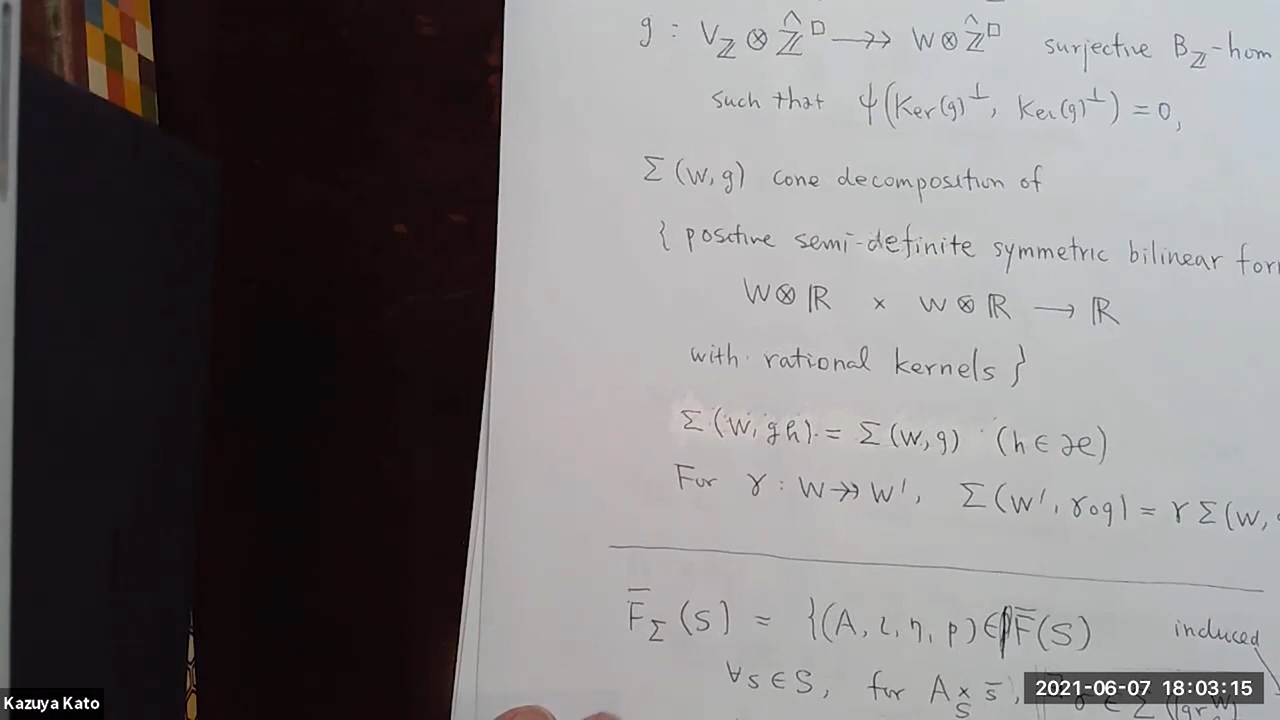 g : V_ℤ ⊗ ℤ̂^□ ↠ W ⊗ ℤ̂^□ surjective B_ℤ-hom
such that ψ(Ker(g)^⊥, Ker(g)^⊥) = 0,
Σ(W, g) cone decomposition of
{ positive semi-definite symmetric bilinear for
W⊗ℝ × W⊗ℝ → ℝ
with rational kernels }
Σ(W, gh) = Σ(W, g) (h ∈ 𝓗)
For γ : W ↠ W', Σ(W', γ∘g) = γΣ(W,
F̄_Σ(S) = {(A, ι, η, p) ∈ F̄(S) induced
∀s ∈ S, for A ×_S s̄,
2021-06-07 18:03:15
Kazuya Kato